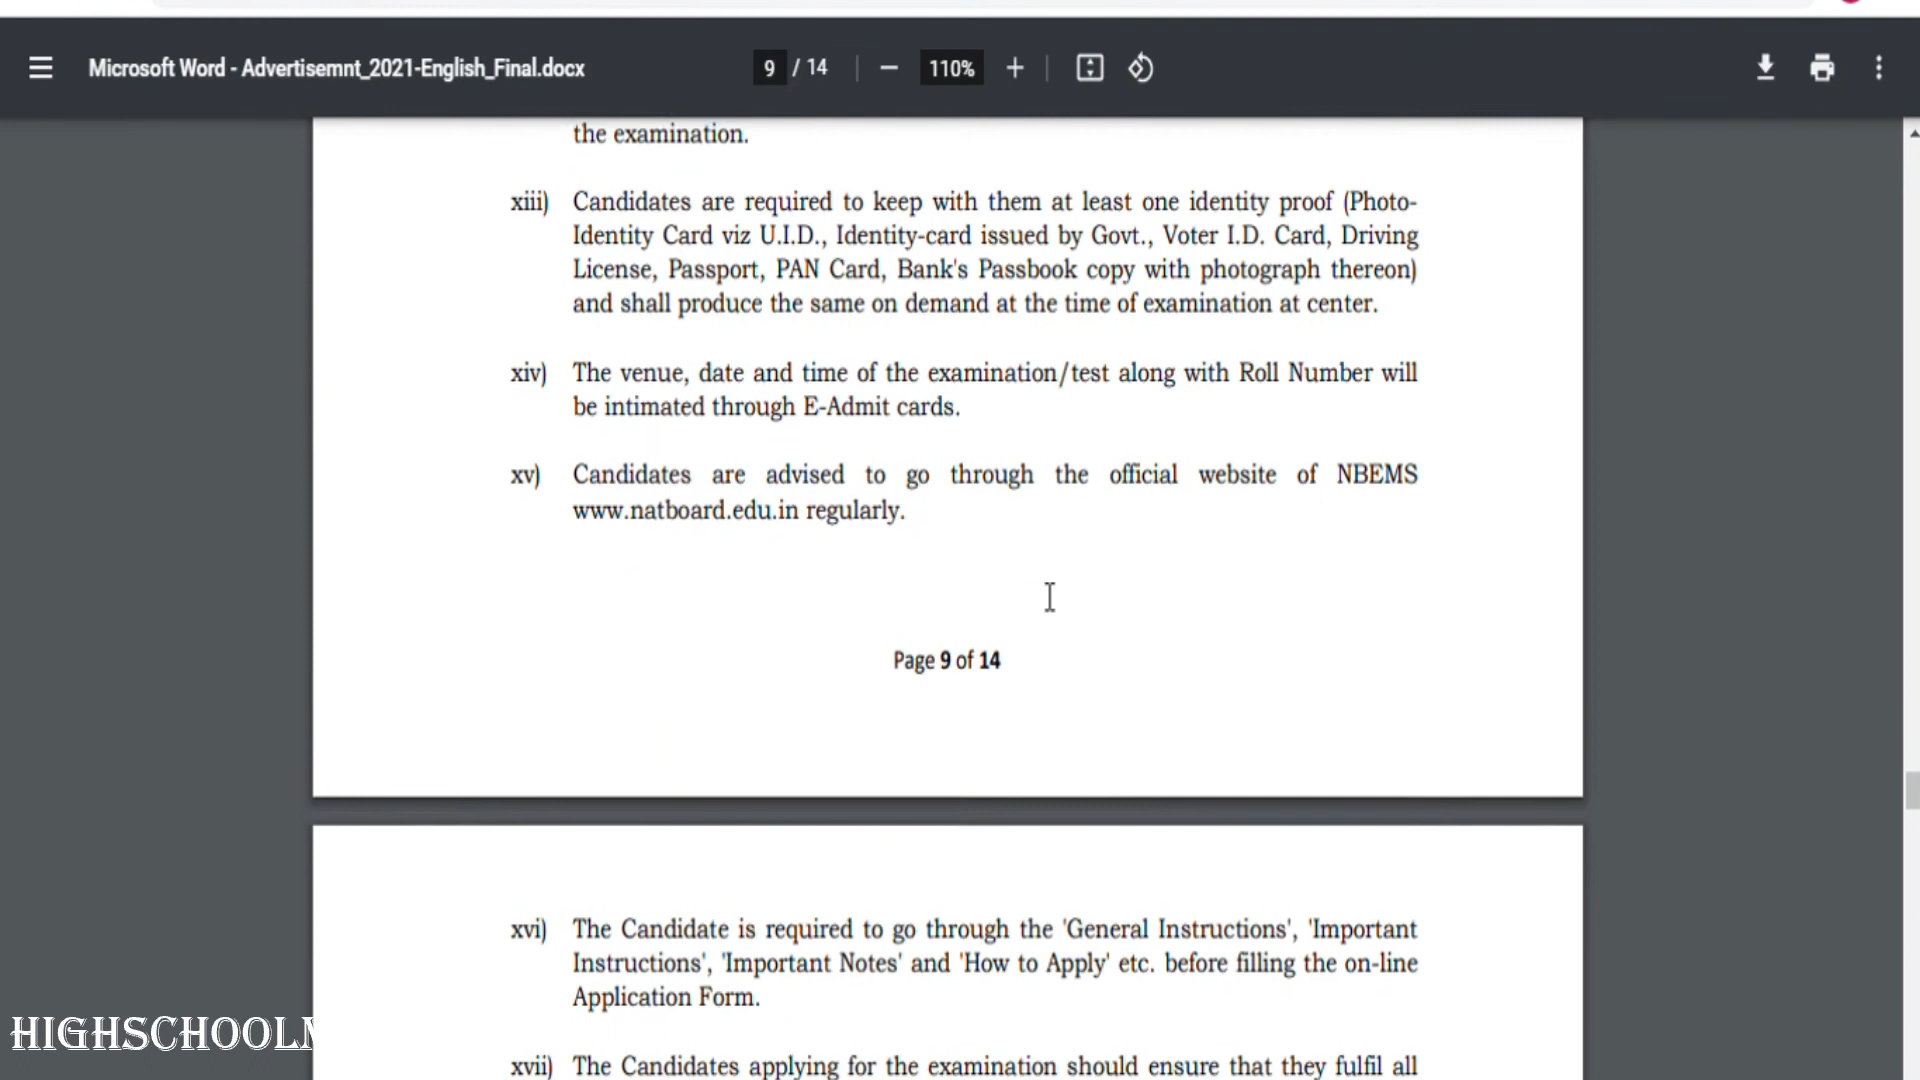 Microsoft Word - Advertisemnt_2021-English_Final.docx
9 / 14
110%
the examination.
xiii) Candidates are required to keep with them at least one identity proof (Photo-
Identity Card viz U.I.D., Identity-card issued by Govt., Voter I.D. Card, Driving
License, Passport, PAN Card, Bank's Passbook copy with photograph thereon)
and shall produce the same on demand at the time of examination at center.
xiv) The venue, date and time of the examination/test along with Roll Number will
be intimated through E-Admit cards.
xv) Candidates are advised to go through the official website of NBEMS
www.natboard.edu.in regularly.
Page 9 of 14
xvi) The Candidate is required to go through the 'General Instructions', 'Important
Instructions', 'Important Notes' and 'How to Apply' etc. before filling the on-line
Application Form.
xvii) The Candidates applying for the examination should ensure that they fulfil all